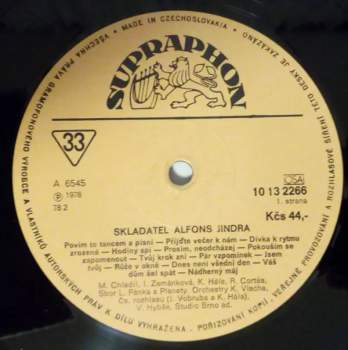 VŠECHNA PRÁVA GRAMOFONOVÉHO VÝROBCE A VLASTNÍKŮ AUTORSKÝCH PRÁV K DÍLU VYHRAŽENA . POŘIZOVÁNÍ KOPIÍ , VEŘEJNÉ PROVOZOVÁNÍ A ROZHLASOVÉ ŠÍŘENÍ TÉTO DESKY JE ZAKÁZÁNO
• MADE IN CZECHOSLOVAKIA •
SUPRAPHON
33
A 6545
Ⓟ 1978
78 2
OSA
10 13 2266
1. strana
Kčs 44,-
SKLADATEL ALFONS JINDRA
Povím to tancem a písní — Přijďte večer k nám — Dívka k rytmu
zrozená — Hodiny spí — Prosím, neodcházej — Pokouším se
zapomenout — Tvůj krok zní — Pár vzpomínek — Jsem
tvůj — Růže v okně — Dnes není všední den — Váš
dům šel spát — Nádherný máj
M. Chladil, I. Zemánková, K. Hála, R. Cortés,
Sbor L. Pánka a Planety, Orchestry K. Vlacha,
Čs. rozhlasu (J. Vobruba a K. Hála),
V. Hybše, Studio Brno ad.